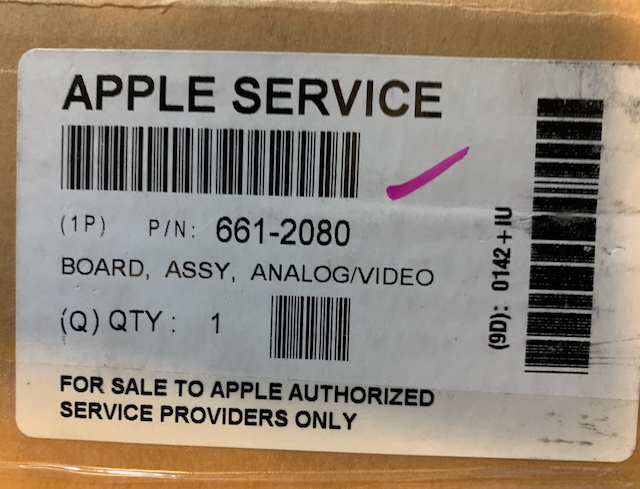 APPLE SERVICE
(1P) P/N: 661-2080
BOARD, ASSY, ANALOG/VIDEO
(Q) QTY: 1
FOR SALE TO APPLE AUTHORIZED
SERVICE PROVIDERS ONLY
(9D): 0142+IU